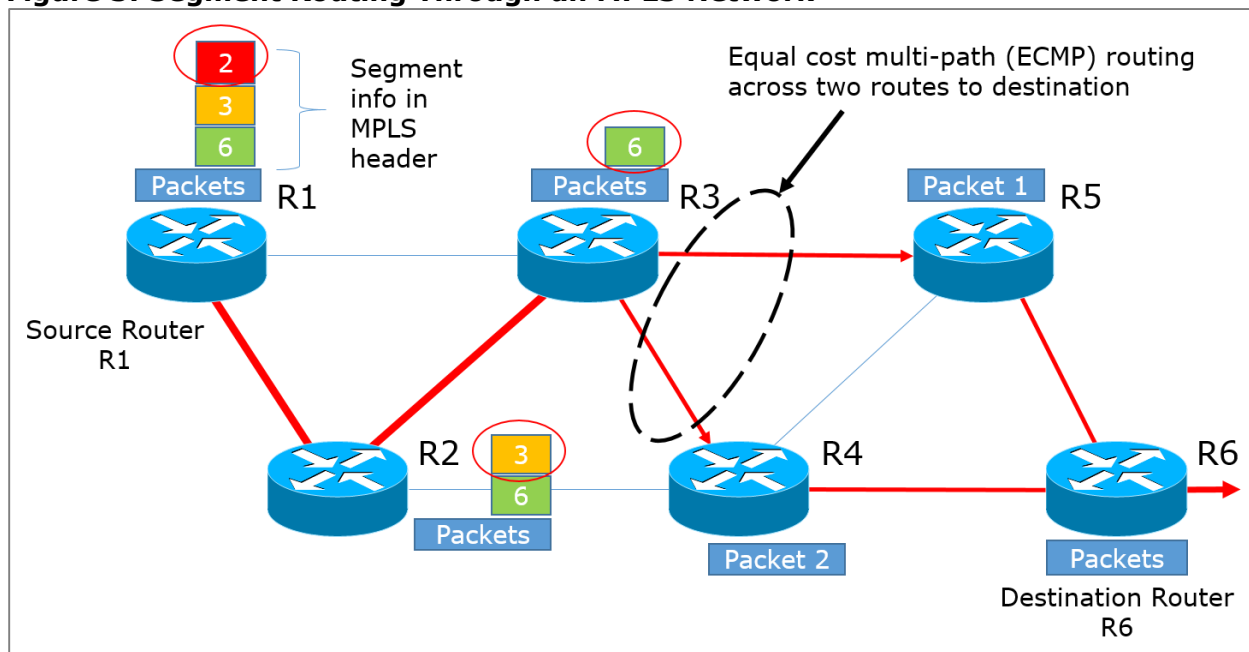 2
3
6
Packets
R1
Segment
info in
MPLS
header
6
Packets
R3
Equal cost multi-path (ECMP) routing
across two routes to destination
Packet 1
R5
Source Router
R1
R2
3
6
Packets
R4
Packet 2
R6
Packets
Destination Router
R6